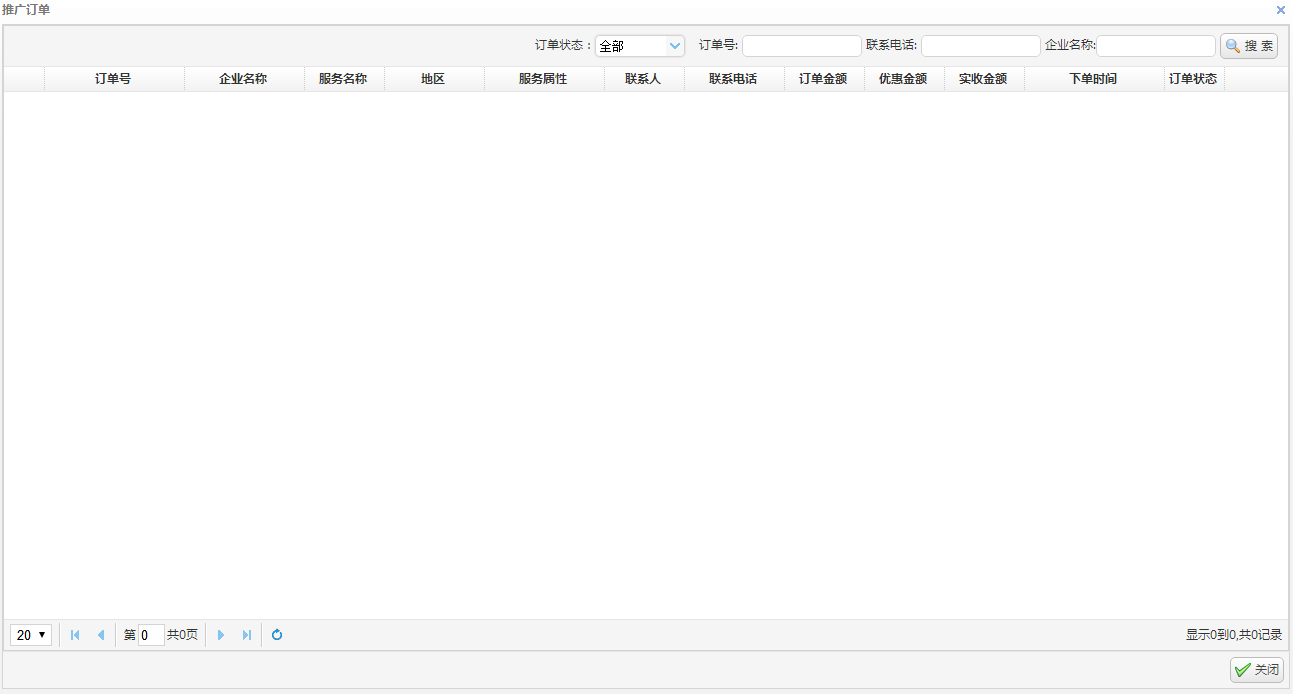 推广订单
订单状态： 全部 订单号: 联系电话: 企业名称: 搜 索
订单号 企业名称 服务名称 地区 服务属性 联系人 联系电话 订单金额 优惠金额 实收金额 下单时间 订单状态
20 第 0 共0页 显示0到0,共0记录
关闭